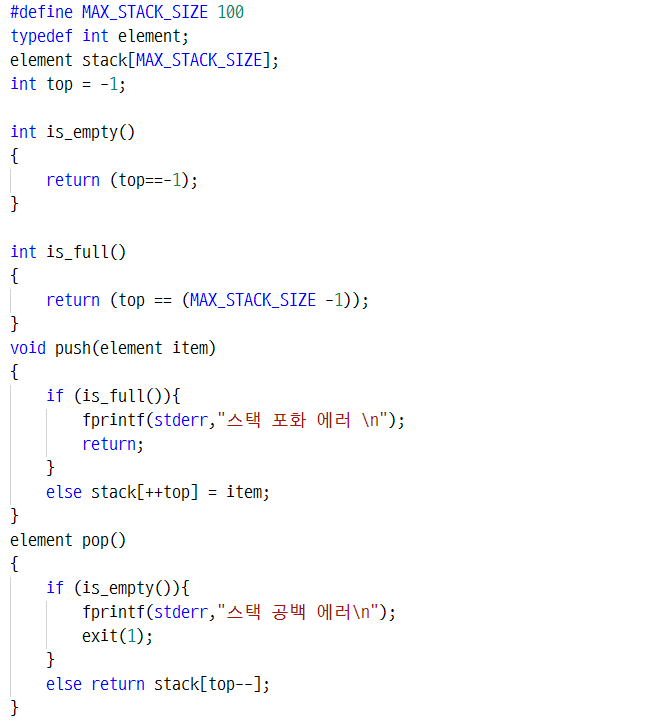 #define MAX_STACK_SIZE 100
typedef int element;
element stack[MAX_STACK_SIZE];
int top = -1;
int is_empty()
{
return (top==-1);
}
int is_full()
{
return (top == (MAX_STACK_SIZE -1));
}
void push(element item)
{
if (is_full()){
fprintf(stderr,"스택 포화 에러 \n");
return;
}
else stack[++top] = item;
}
element pop()
{
if (is_empty()){
fprintf(stderr,"스택 공백 에러\n");
exit(1);
}
else return stack[top--];
}